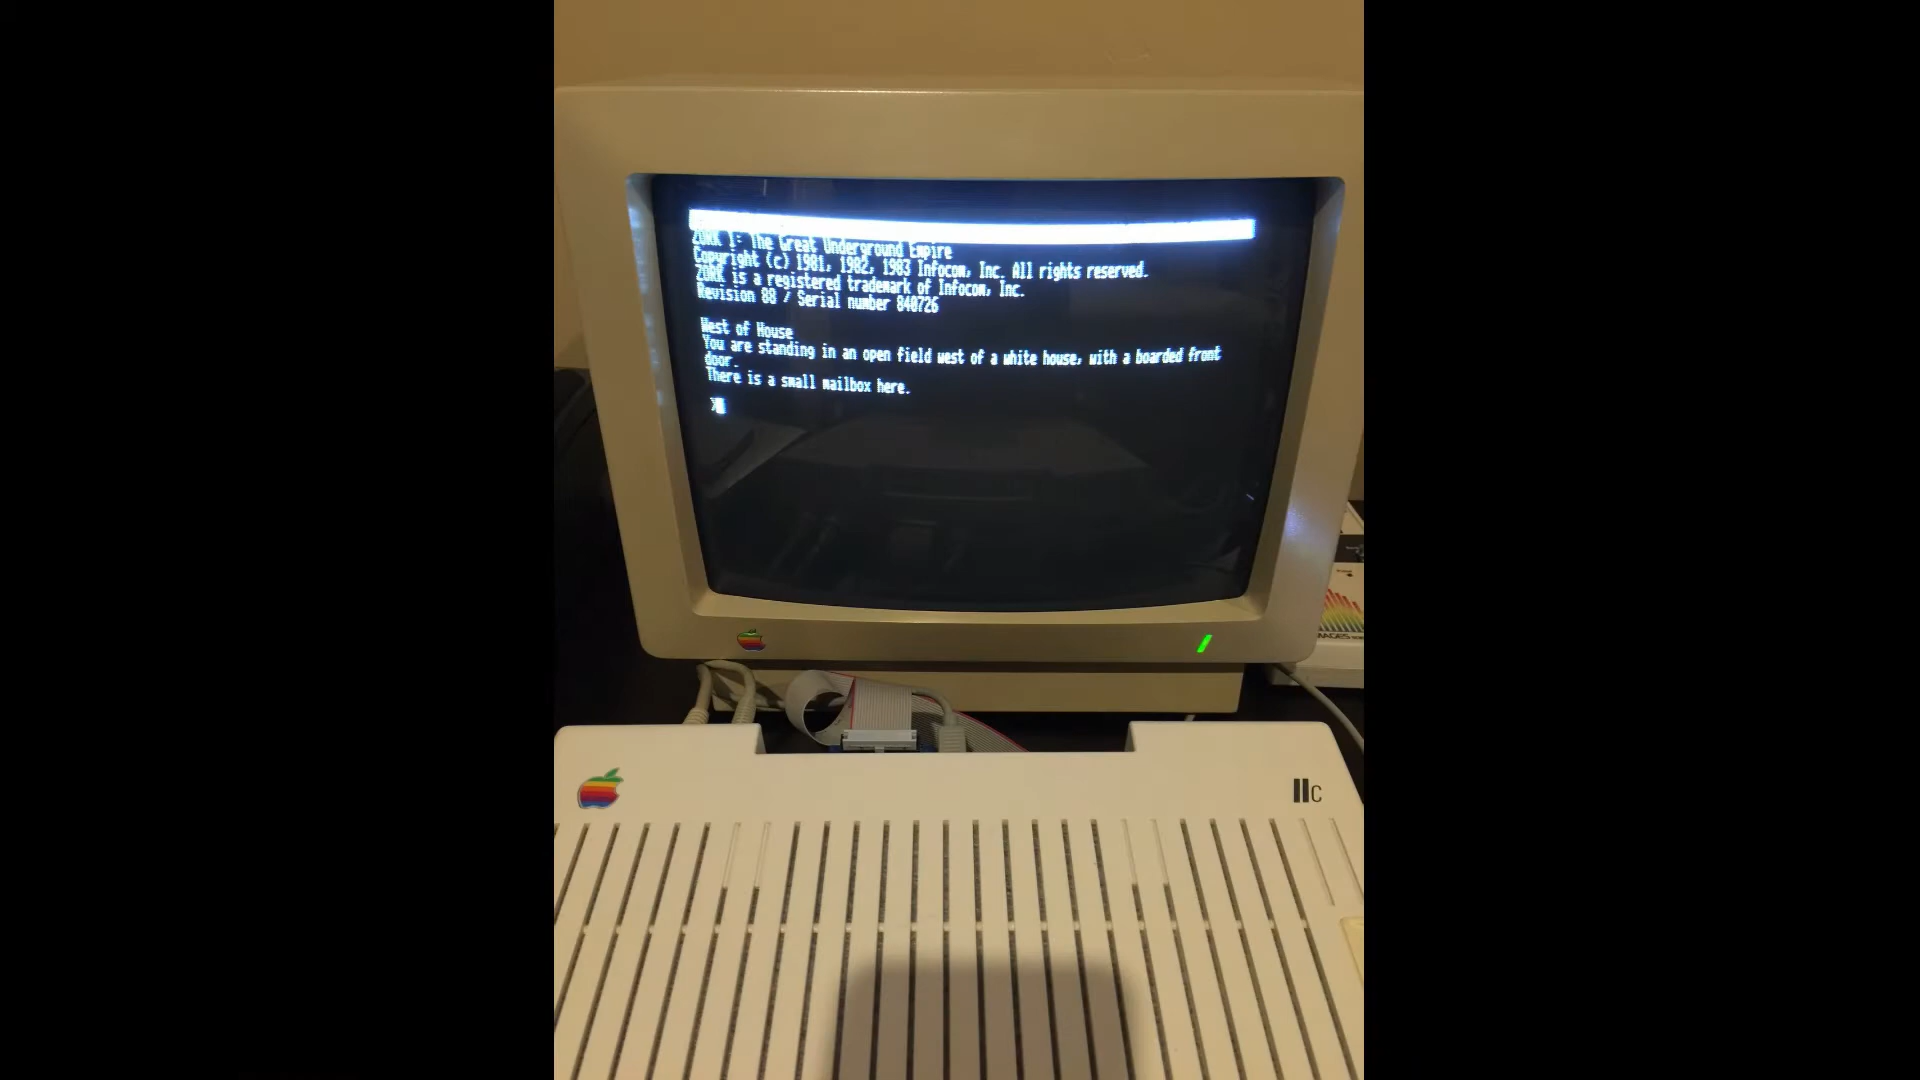 ZORK I: The Great Underground Empire
Copyright (c) 1981, 1982, 1983 Infocom, Inc. All rights reserved.
ZORK is a registered trademark of Infocom, Inc.
Revision 88 / Serial number 840726
West of House
You are standing in an open field west of a white house, with a boarded front
door.
There is a small mailbox here.
>
IIc